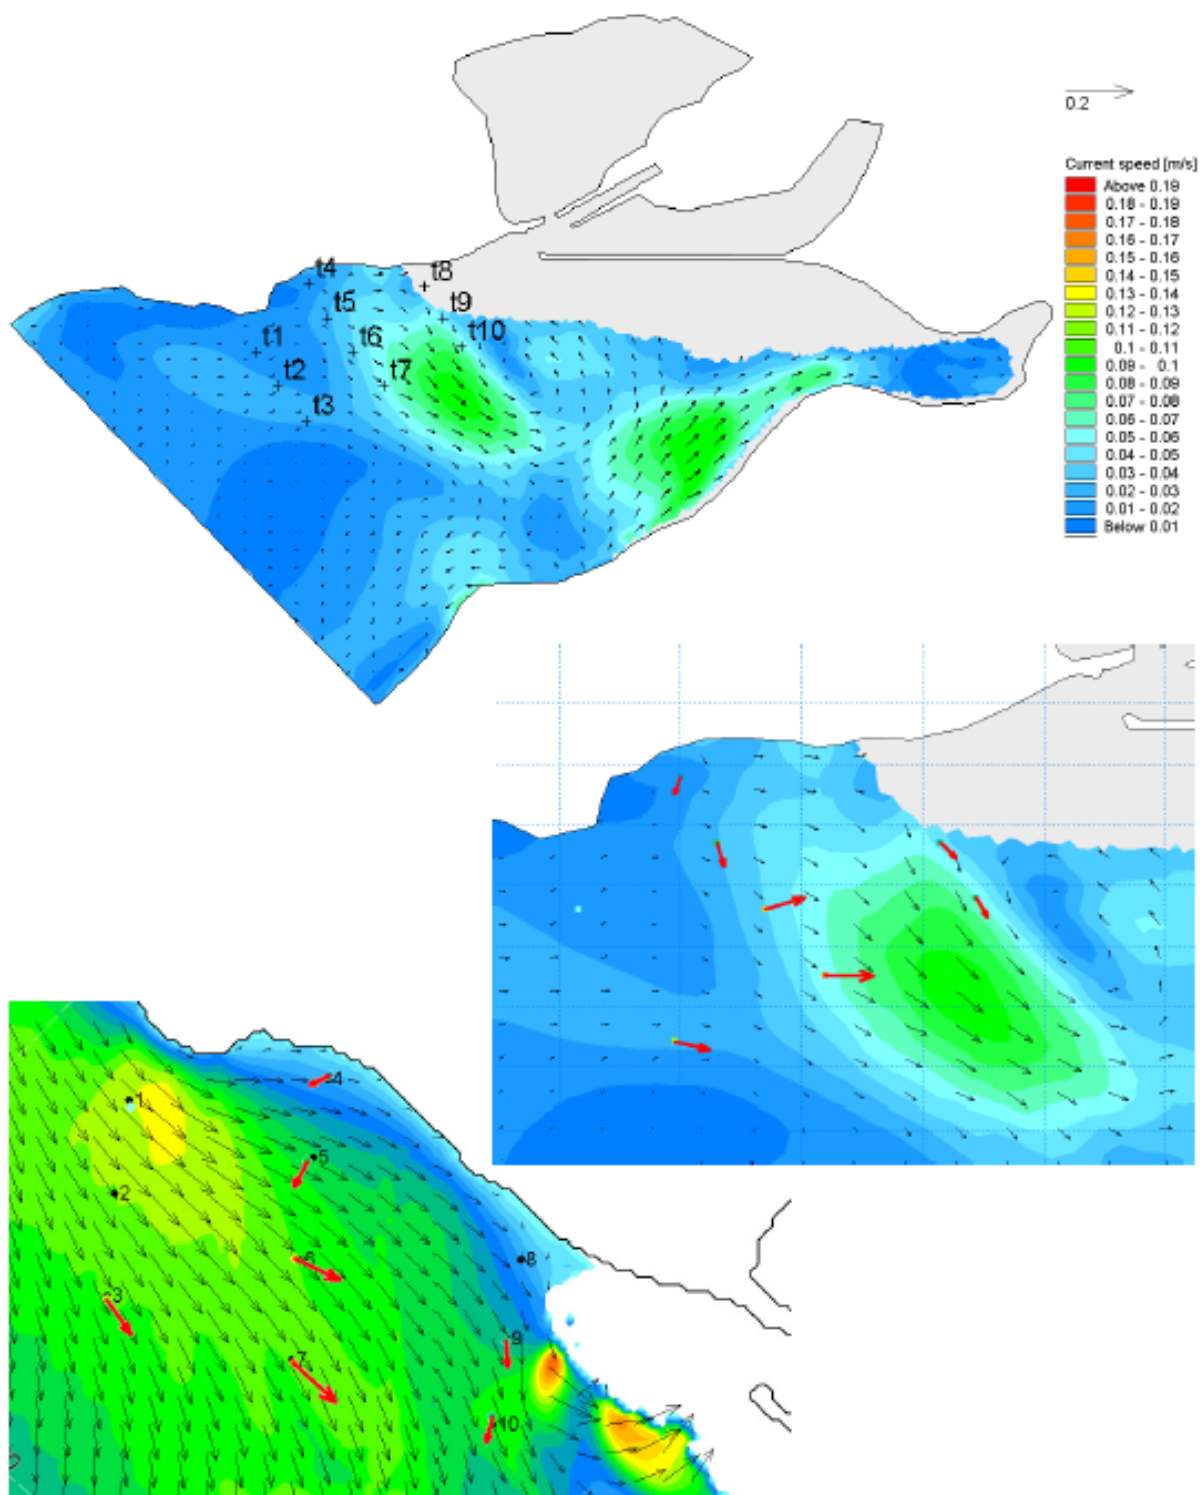 0.2
Current speed [m/s]
Above 0.19
0.18 - 0.19
0.17 - 0.18
0.16 - 0.17
0.15 - 0.16
0.14 - 0.15
0.13 - 0.14
0.12 - 0.13
0.11 - 0.12
0.1 - 0.11
0.09 - 0.1
0.08 - 0.09
0.07 - 0.08
0.06 - 0.07
0.05 - 0.06
0.04 - 0.05
0.03 - 0.04
0.02 - 0.03
0.01 - 0.02
Below 0.01
t4
t8
t5
t9
t1
t6
t10
t2
t7
t3
4
1
5
2
6
8
3
7
9
10